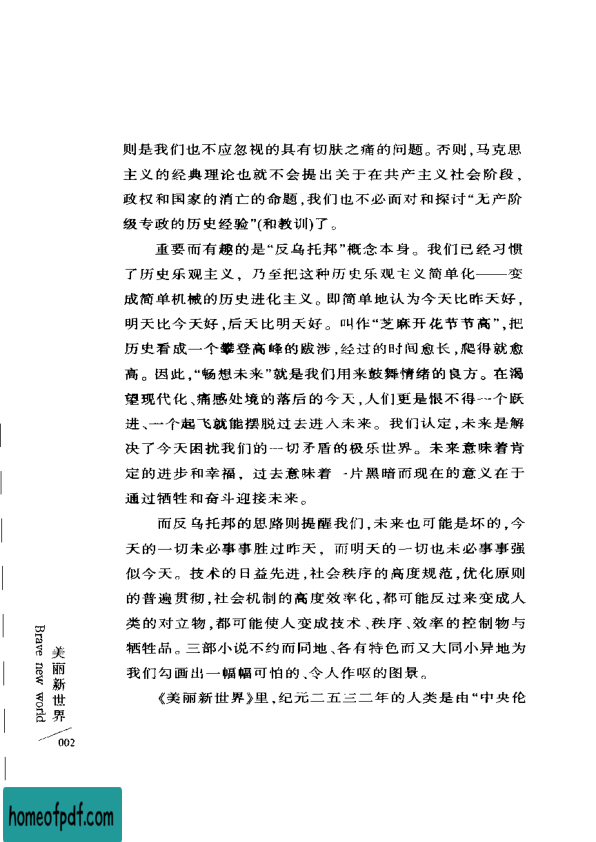 则是我们也不应忽视的具有切肤之痛的问题。否则,马克思
主义的经典理论也就不会提出关于在共产主义社会阶段,
政权和国家的消亡的命题,我们也不必面对和探讨“无产阶
级专政的历史经验”(和教训)了。
重要而有趣的是“反乌托邦”概念本身。我们已经习惯
了历史乐观主义,乃至把这种历史乐观主义简单化——变
成简单机械的历史进化主义。即简单地认为今天比昨天好,
明天比今天好,后天比明天好。叫作“芝麻开花节节高”,把
历史看成一个攀登高峰的跋涉,经过的时间愈长,爬得就愈
高。因此,“畅想未来”就是我们用来鼓舞情绪的良方。在渴
望现代化、痛感处境的落后的今天,人们更是恨不得一个跃
进、一个起飞就能摆脱过去进入未来。我们认定,未来是解
决了今天困扰我们的一切矛盾的极乐世界。未来意味着肯
定的进步和幸福,过去意味着一片黑暗而现在的意义在于
通过牺牲和奋斗迎接未来。
而反乌托邦的思路则提醒我们,未来也可能是坏的,今
天的一切未必事事胜过昨天,而明天的一切也未必事事强
似今天。技术的日益先进,社会秩序的高度规范,优化原则
的普遍贯彻,社会机制的高度效率化,都可能反过来变成人
类的对立物,都可能使人变成技术、秩序、效率的控制物与
牺牲品。三部小说不约而同地、各有特色而又大同小异地为
我们勾画出一幅幅可怕的、令人作呕的图景。
《美丽新世界》里,纪元二五三二年的人类是由“中央伦
美丽新世界
Brave new world
002
homeofpdf.com